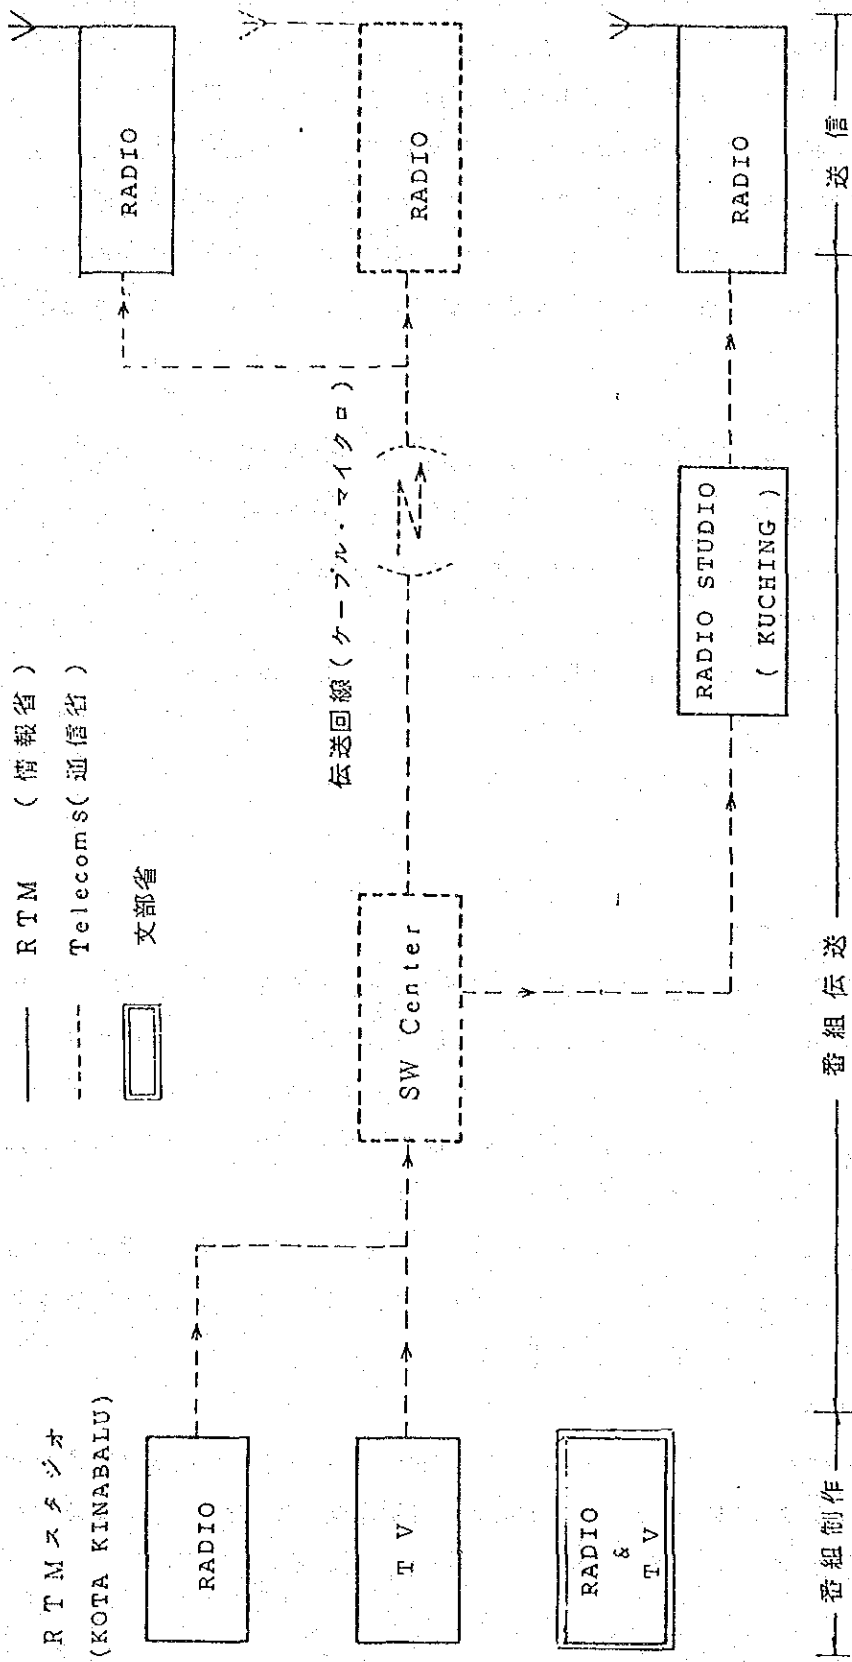 RTM (情報省)
Telecoms(通信省)
文部省
RTMスタジオ
(KOTA KINABALU)
RADIO
TV
RADIO
&
TV
SW Center
伝送回線(ケーブル・マイクロ)
RADIO STUDIO
(KUCHING)
RADIO
RADIO
RADIO
番組制作
番組伝送
送信